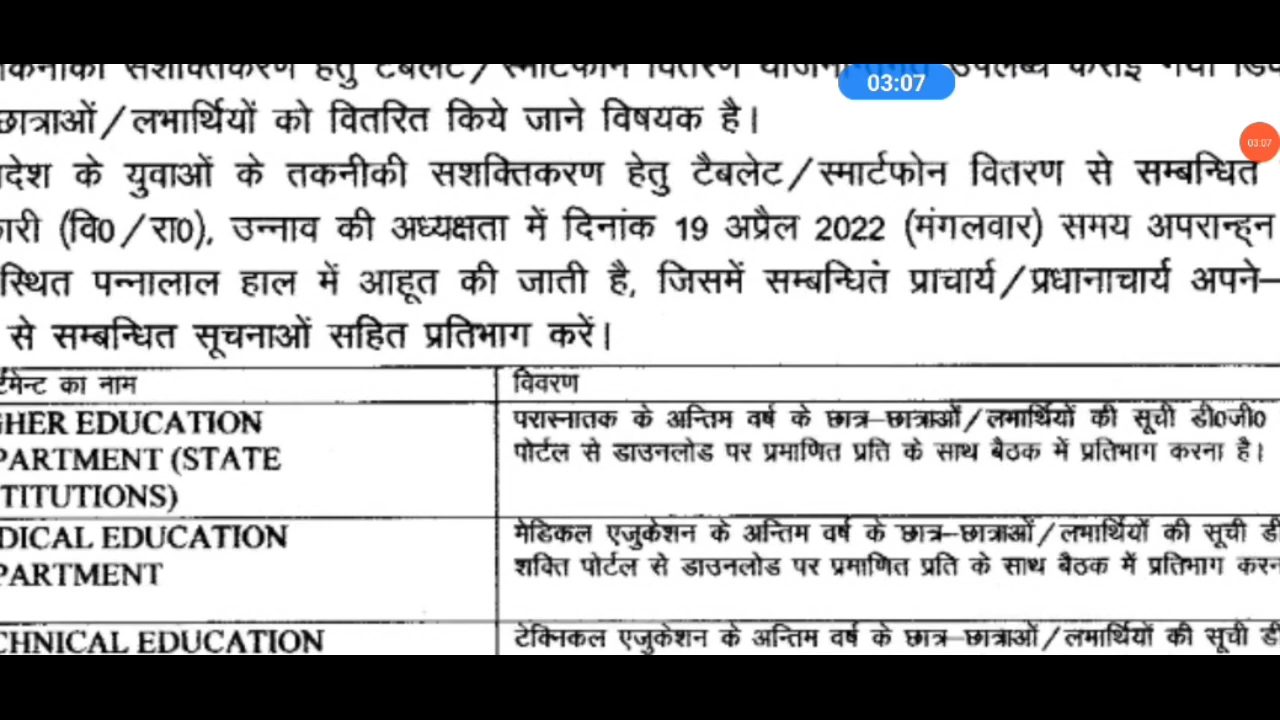 03:07
03:07
छात्राओं/लभार्थियों को वितरित किये जाने विषयक है।
देश के युवाओं के तकनीकी सशक्तिकरण हेतु टैबलेट/स्मार्टफोन वितरण से सम्बन्धित
री (वि0/रा0), उन्नाव की अध्यक्षता में दिनांक 19 अप्रैल 2022 (मंगलवार) समय अपरान्ह्न
स्थित पन्नालाल हाल में आहूत की जाती है, जिसमें सम्बन्धित प्राचार्य/प्रधानाचार्य अपने–
से सम्बन्धित सूचनाओं सहित प्रतिभाग करें।
र्टमेन्ट का नाम
विवरण
GHER EDUCATION
PARTMENT (STATE
TITUTIONS)
परास्नातक के अन्तिम वर्ष के छात्र–छात्राओं/लभार्थियों की सूची डी0जी0
पोर्टल से डाउनलोड पर प्रमाणित प्रति के साथ बैठक में प्रतिभाग करना है।
DICAL EDUCATION
PARTMENT
मेडिकल एजुकेशन के अन्तिम वर्ष के छात्र–छात्राओं/लभार्थियों की सूची डी
शक्ति पोर्टल से डाउनलोड पर प्रमाणित प्रति के साथ बैठक में प्रतिभाग करन
CHNICAL EDUCATION
टेक्निकल एजुकेशन के अन्तिम वर्ष के छात्र–छात्राओं/लभार्थियों की सूची डी